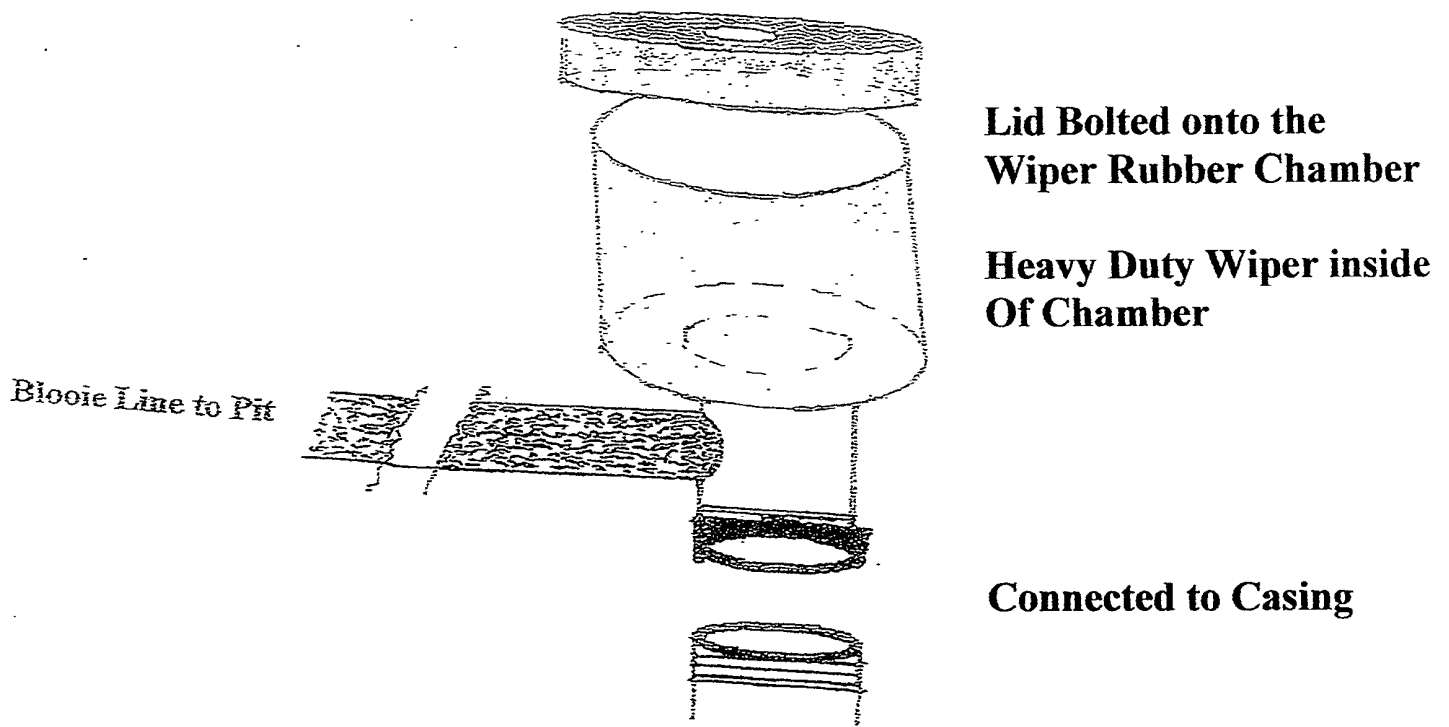 Lid Bolted onto the
Wiper Rubber Chamber
Heavy Duty Wiper inside
Of Chamber
Blooie Line to Pit
Connected to Casing